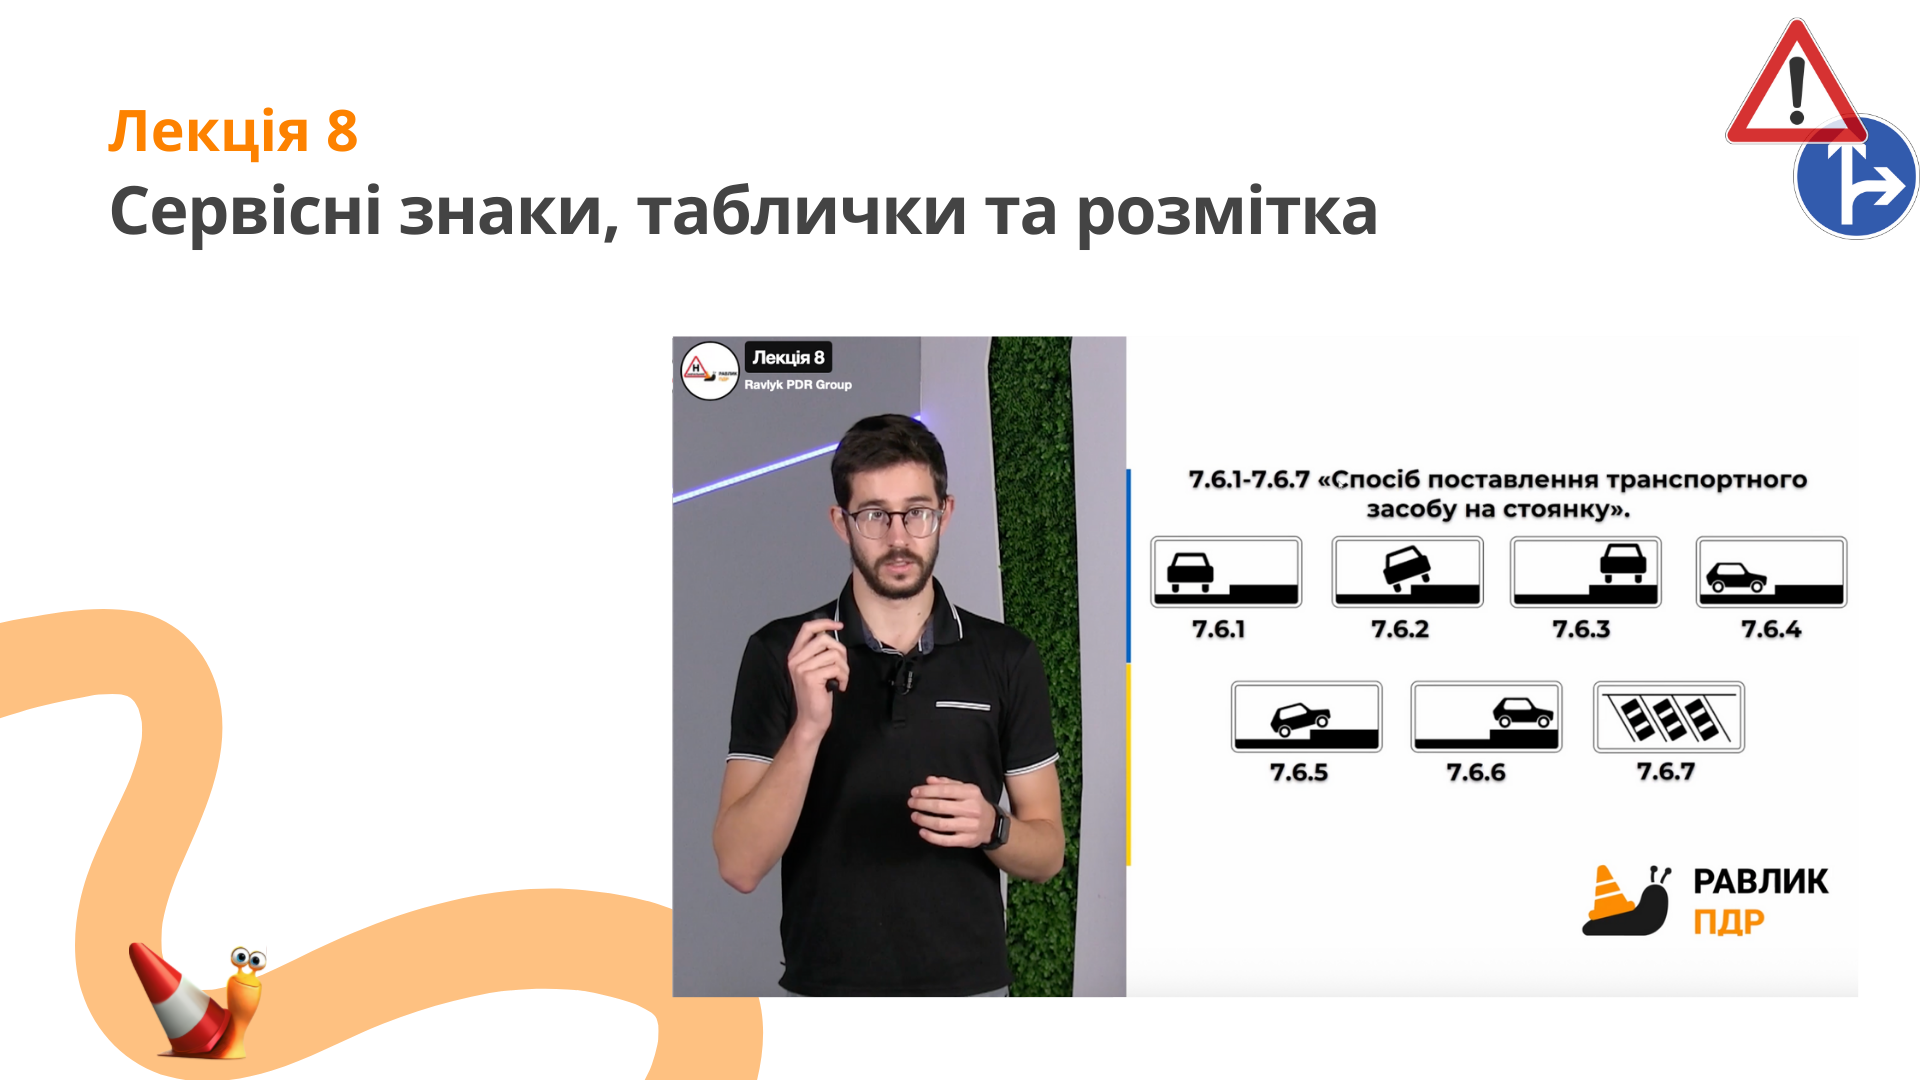 Лекція 8
Сервісні знаки, таблички та розмітка
Лекція 8
Ravlyk PDR Group
Н
РАВЛИК
ПДР
7.6.1-7.6.7 «Спосіб поставлення транспортного
засобу на стоянку».
7.6.1 7.6.2 7.6.3 7.6.4
7.6.5 7.6.6 7.6.7
РАВЛИК
ПДР